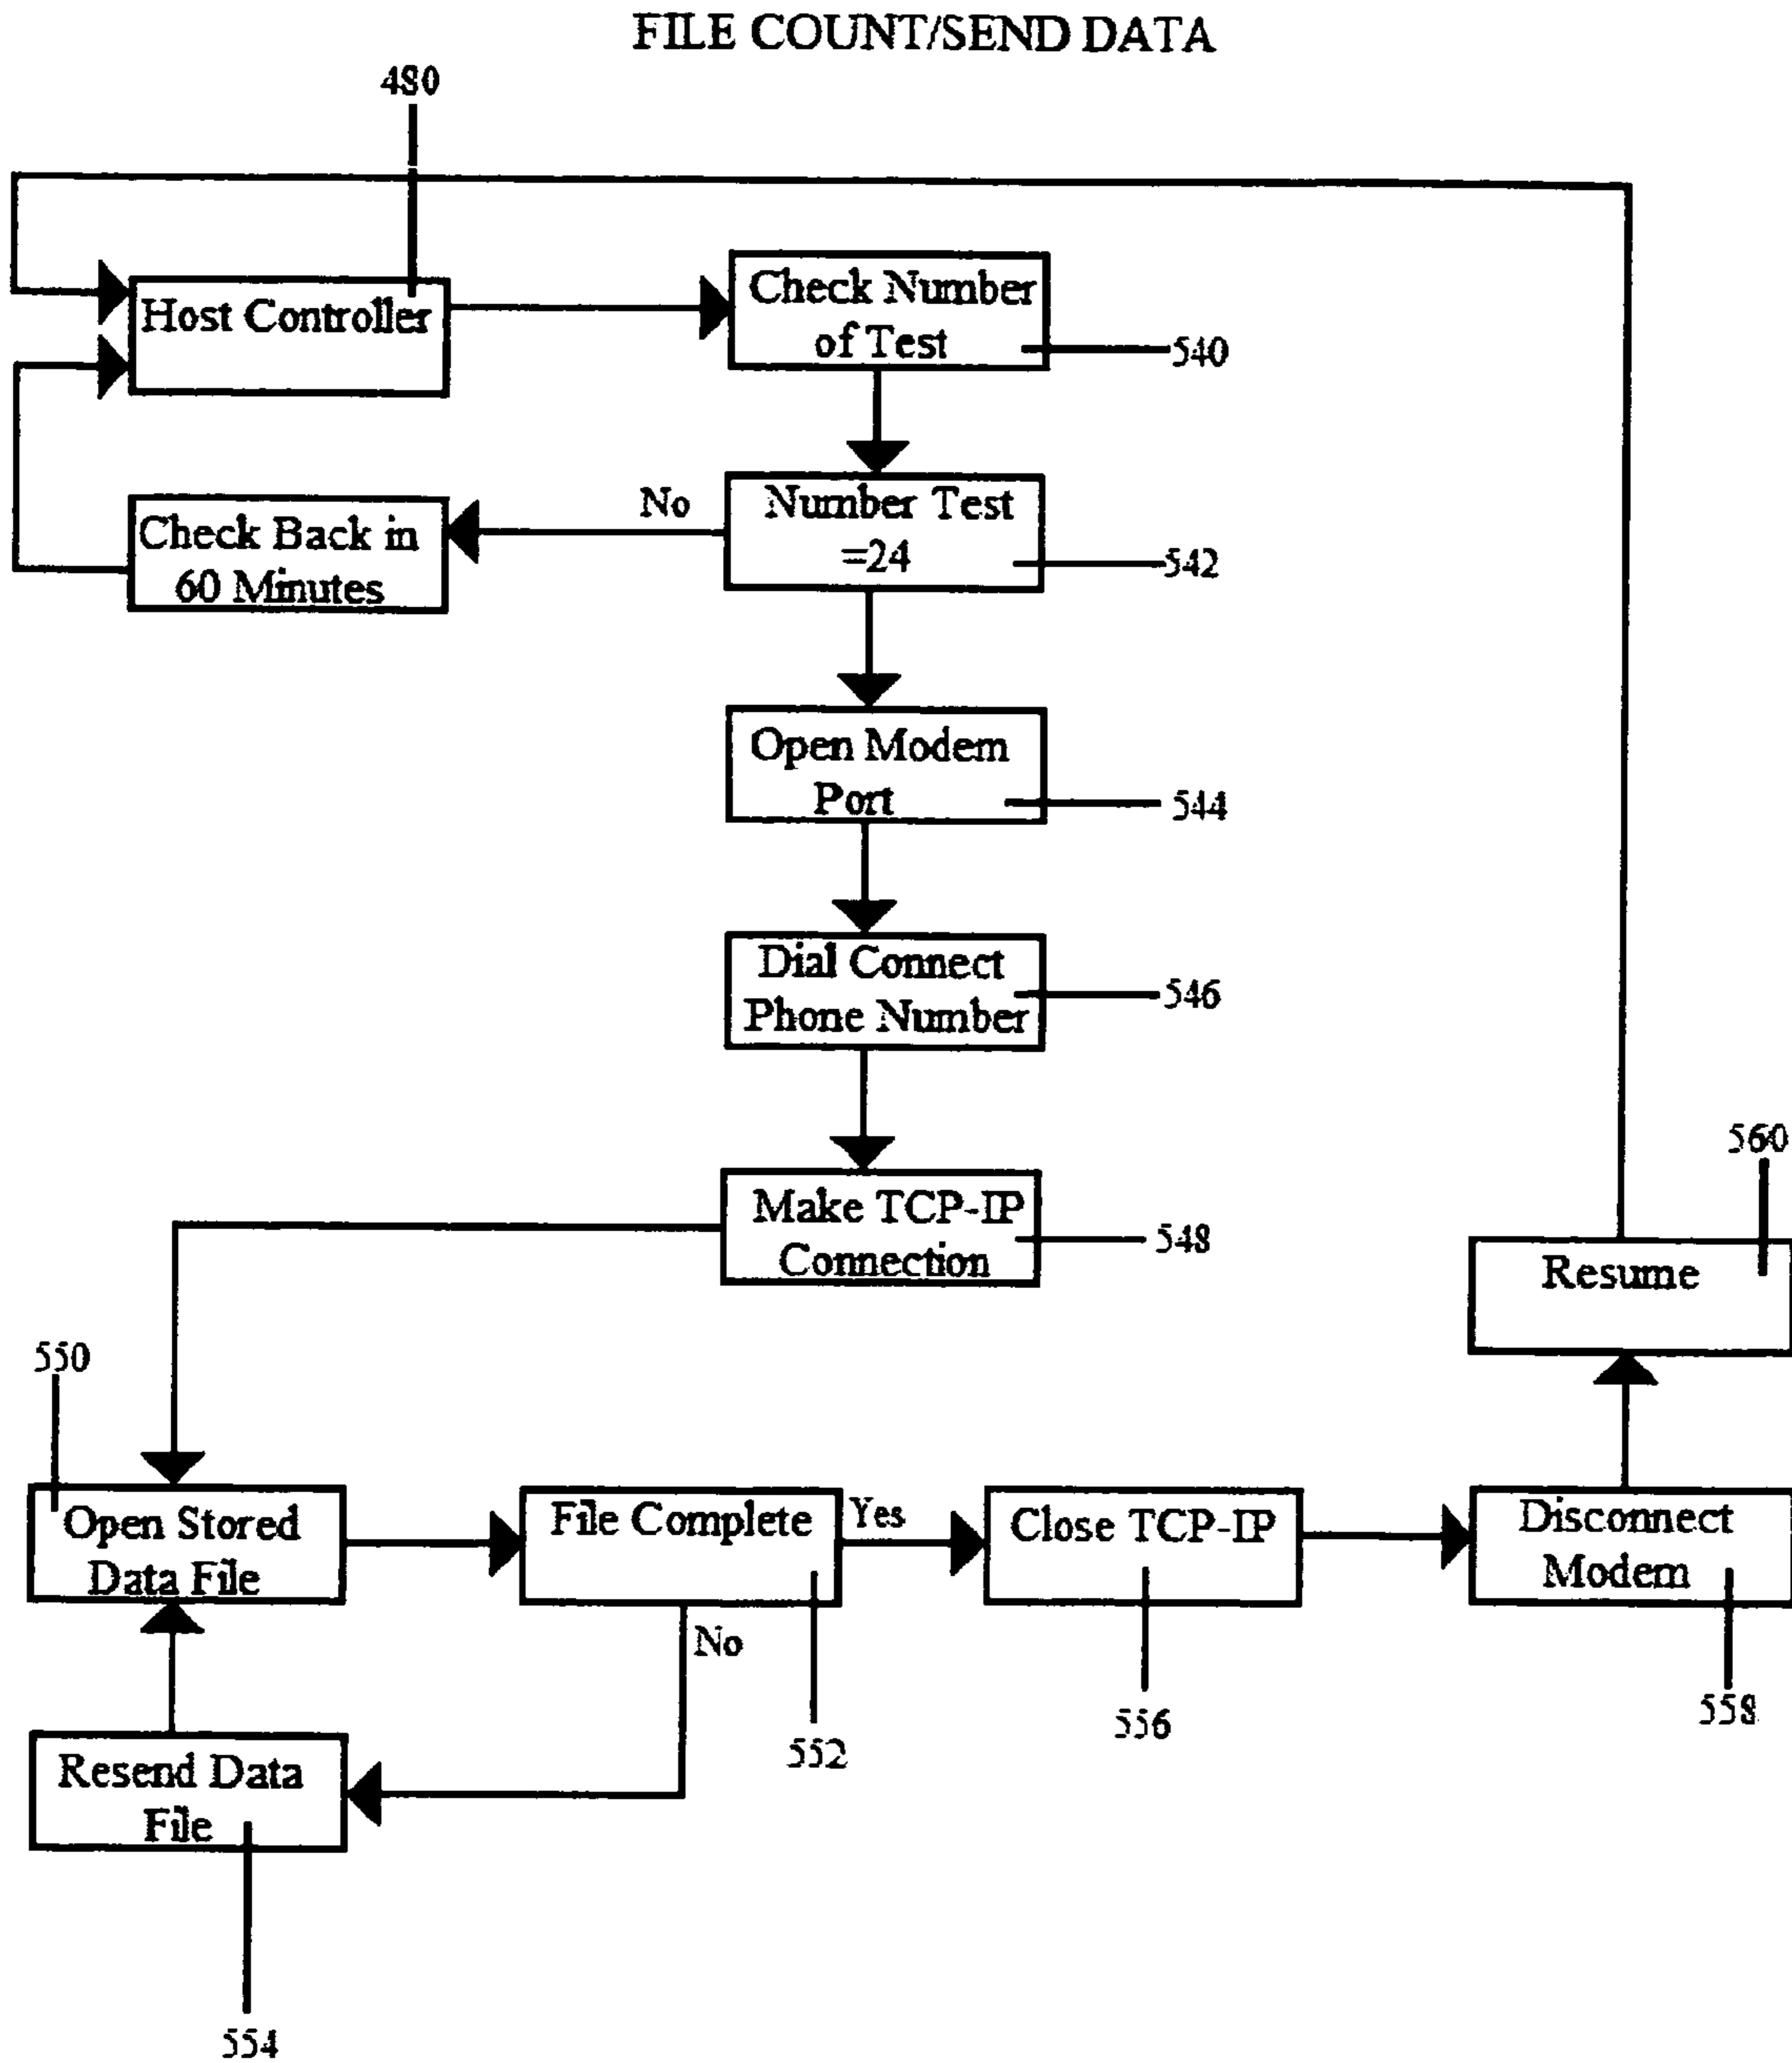 FILE COUNT/SEND DATA
480
Host Controller
Check Number
of Test
540
No
Number Test
=24
542
Check Back in
60 Minutes
Open Modem
Port
544
Dial Connect
Phone Number
546
Make TCP-IP
Connection
548
560
Resume
550
Open Stored
Data File
File Complete
Yes
Close TCP-IP
Disconnect
Modem
No
552
556
558
Resend Data
File
554